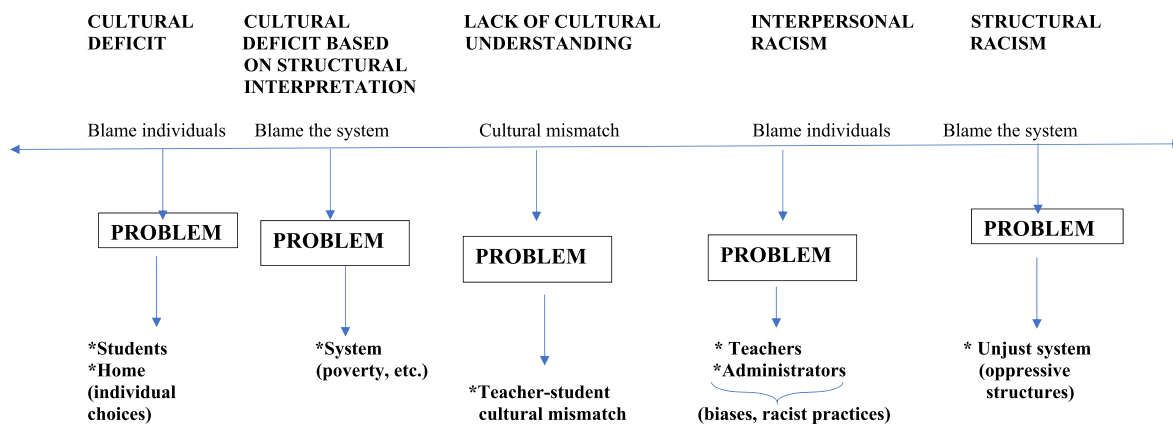 CULTURAL
DEFICIT
CULTURAL
DEFICIT BASED
ON STRUCTURAL
INTERPRETATION
LACK OF CULTURAL
UNDERSTANDING
INTERPERSONAL
RACISM
STRUCTURAL
RACISM
Blame individuals
Blame the system
Cultural mismatch
Blame individuals
Blame the system
PROBLEM
PROBLEM
PROBLEM
PROBLEM
PROBLEM
*Students
*Home
(individual
choices)
*System
(poverty, etc.)
*Teacher-student
cultural mismatch
* Teachers
*Administrators
(biases, racist practices)
* Unjust system
(oppressive
structures)